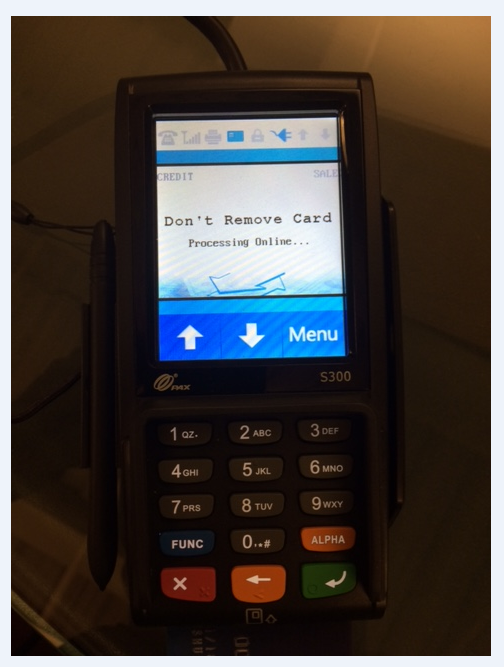 CREDIT SALE
Don't Remove Card
Processing Online...
Menu
PAX S300
1 QZ. 2 ABC 3 DEF
4 GHI 5 JKL 6 MNO
7 PRS 8 TUV 9 WXY
FUNC 0,.*# ALPHA